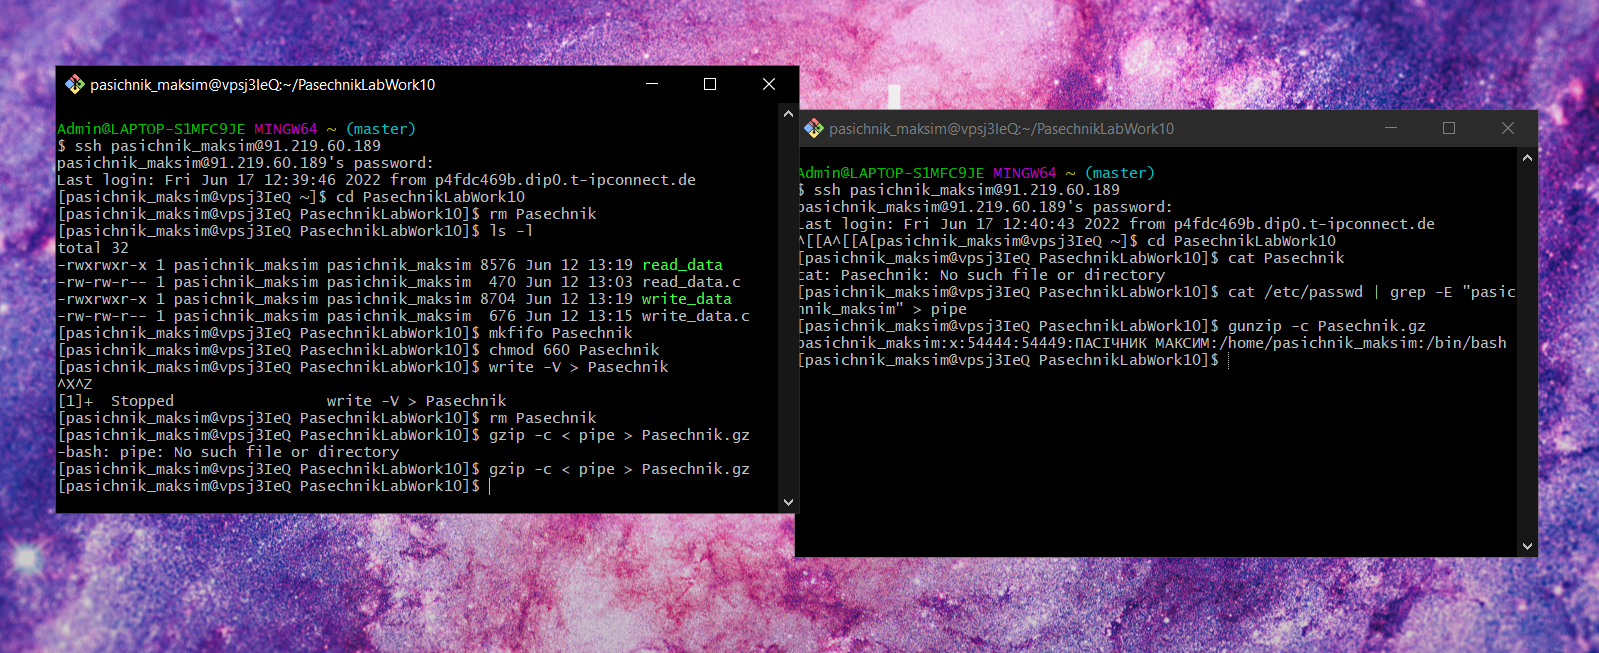 pasichnik_maksim@vpsj3IeQ:~/PasechnikLabWork10
Admin@LAPTOP-S1MFC9JE MINGW64 ~ (master)
$ ssh pasichnik_maksim@91.219.60.189
pasichnik_maksim@91.219.60.189's password:
Last login: Fri Jun 17 12:39:46 2022 from p4fdc469b.dip0.t-ipconnect.de
[pasichnik_maksim@vpsj3IeQ ~]$ cd PasechnikLabWork10
[pasichnik_maksim@vpsj3IeQ PasechnikLabWork10]$ rm Pasechnik
[pasichnik_maksim@vpsj3IeQ PasechnikLabWork10]$ ls -l
total 32
-rwxrwxr-x 1 pasichnik_maksim pasichnik_maksim 8576 Jun 12 13:19 read_data
-rw-rw-r-- 1 pasichnik_maksim pasichnik_maksim  470 Jun 12 13:03 read_data.c
-rwxrwxr-x 1 pasichnik_maksim pasichnik_maksim 8704 Jun 12 13:19 write_data
-rw-rw-r-- 1 pasichnik_maksim pasichnik_maksim  676 Jun 12 13:15 write_data.c
[pasichnik_maksim@vpsj3IeQ PasechnikLabWork10]$ mkfifo Pasechnik
[pasichnik_maksim@vpsj3IeQ PasechnikLabWork10]$ chmod 660 Pasechnik
[pasichnik_maksim@vpsj3IeQ PasechnikLabWork10]$ write -V > Pasechnik
^X^Z
[1]+  Stopped                 write -V > Pasechnik
[pasichnik_maksim@vpsj3IeQ PasechnikLabWork10]$ rm Pasechnik
[pasichnik_maksim@vpsj3IeQ PasechnikLabWork10]$ gzip -c < pipe > Pasechnik.gz
-bash: pipe: No such file or directory
[pasichnik_maksim@vpsj3IeQ PasechnikLabWork10]$ gzip -c < pipe > Pasechnik.gz
[pasichnik_maksim@vpsj3IeQ PasechnikLabWork10]$
pasichnik_maksim@vpsj3IeQ:~/PasechnikLabWork10
Admin@LAPTOP-S1MFC9JE MINGW64 ~ (master)
$ ssh pasichnik_maksim@91.219.60.189
pasichnik_maksim@91.219.60.189's password:
Last login: Fri Jun 17 12:40:43 2022 from p4fdc469b.dip0.t-ipconnect.de
^[[A^[[A[pasichnik_maksim@vpsj3IeQ ~]$ cd PasechnikLabWork10
[pasichnik_maksim@vpsj3IeQ PasechnikLabWork10]$ cat Pasechnik
cat: Pasechnik: No such file or directory
[pasichnik_maksim@vpsj3IeQ PasechnikLabWork10]$ cat /etc/passwd | grep -E "pasic
hnik_maksim" > pipe
[pasichnik_maksim@vpsj3IeQ PasechnikLabWork10]$ gunzip -c Pasechnik.gz
pasichnik_maksim:x:54444:54449:ПАСІЧНИК МАКСИМ:/home/pasichnik_maksim:/bin/bash
[pasichnik_maksim@vpsj3IeQ PasechnikLabWork10]$